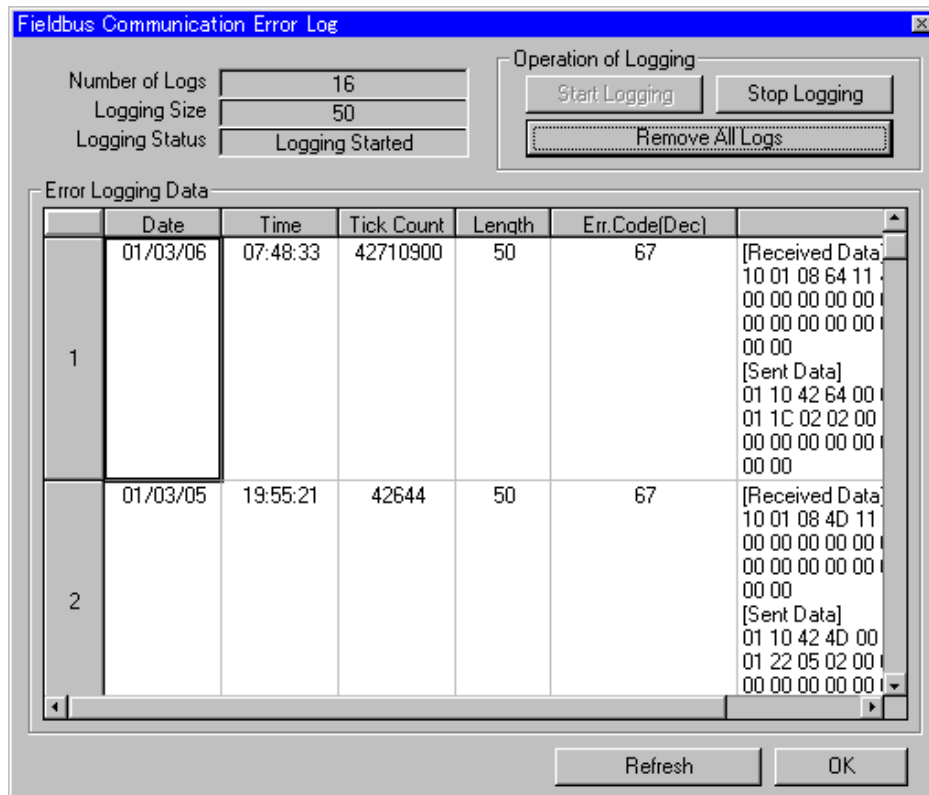 Fieldbus Communication Error Log
Number of Logs 16
Logging Size 50
Logging Status Logging Started
Operation of Logging
Start Logging Stop Logging
Remove All Logs
Error Logging Data
Date Time Tick Count Length Err.Code(Dec)
1 01/03/06 07:48:33 42710900 50 67
[Received Data]
10 01 08 64 11
00 00 00 00 00
00 00 00 00 00
00 00
[Sent Data]
01 10 42 64 00
01 1C 02 02 00
00 00 00 00 00
00 00
2 01/03/05 19:55:21 42644 50 67
[Received Data]
10 01 08 4D 11
00 00 00 00 00
00 00 00 00 00
00 00
[Sent Data]
01 10 42 4D 00
01 22 05 02 00
00 00 00 00 00
Refresh OK